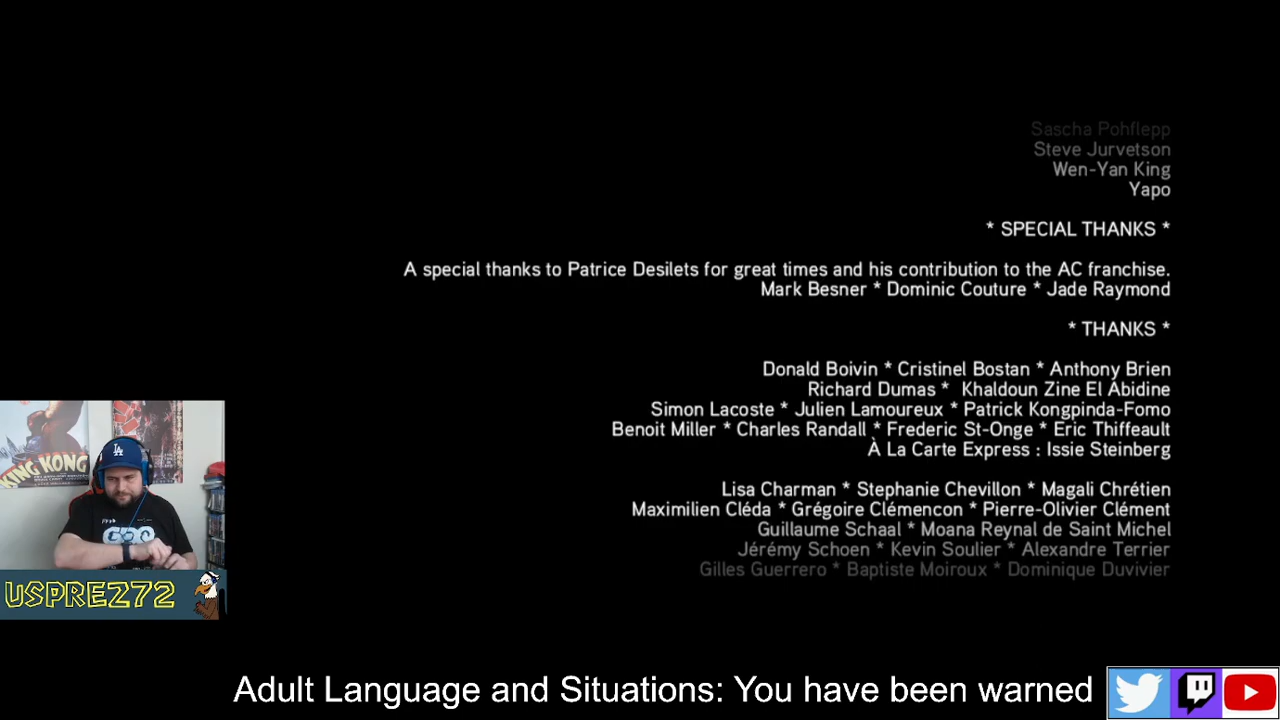 Sascha Pohflepp
Steve Jurvetson
Wen-Yan King
Yapo
* SPECIAL THANKS *
A special thanks to Patrice Desilets for great times and his contribution to the AC franchise.
Mark Besner * Dominic Couture * Jade Raymond
* THANKS *
Donald Boivin * Cristinel Bostan * Anthony Brien
Richard Dumas * Khaldoun Zine El Abidine
Simon Lacoste * Julien Lamoureux * Patrick Kongpinda-Fomo
Benoit Miller * Charles Randall * Frederic St-Onge * Eric Thiffeault
À La Carte Express : Issie Steinberg
Lisa Charman * Stephanie Chevillon * Magali Chrétien
Maximilien Cléda * Grégoire Clémencon * Pierre-Olivier Clément
Guillaume Schaal * Moana Reynal de Saint Michel
Jérémy Schoen * Kevin Soulier * Alexandre Terrier
Gilles Guerrero * Baptiste Moiroux * Dominique Duvivier
KING KONG
LA
USPREZ72
Adult Language and Situations: You have been warned